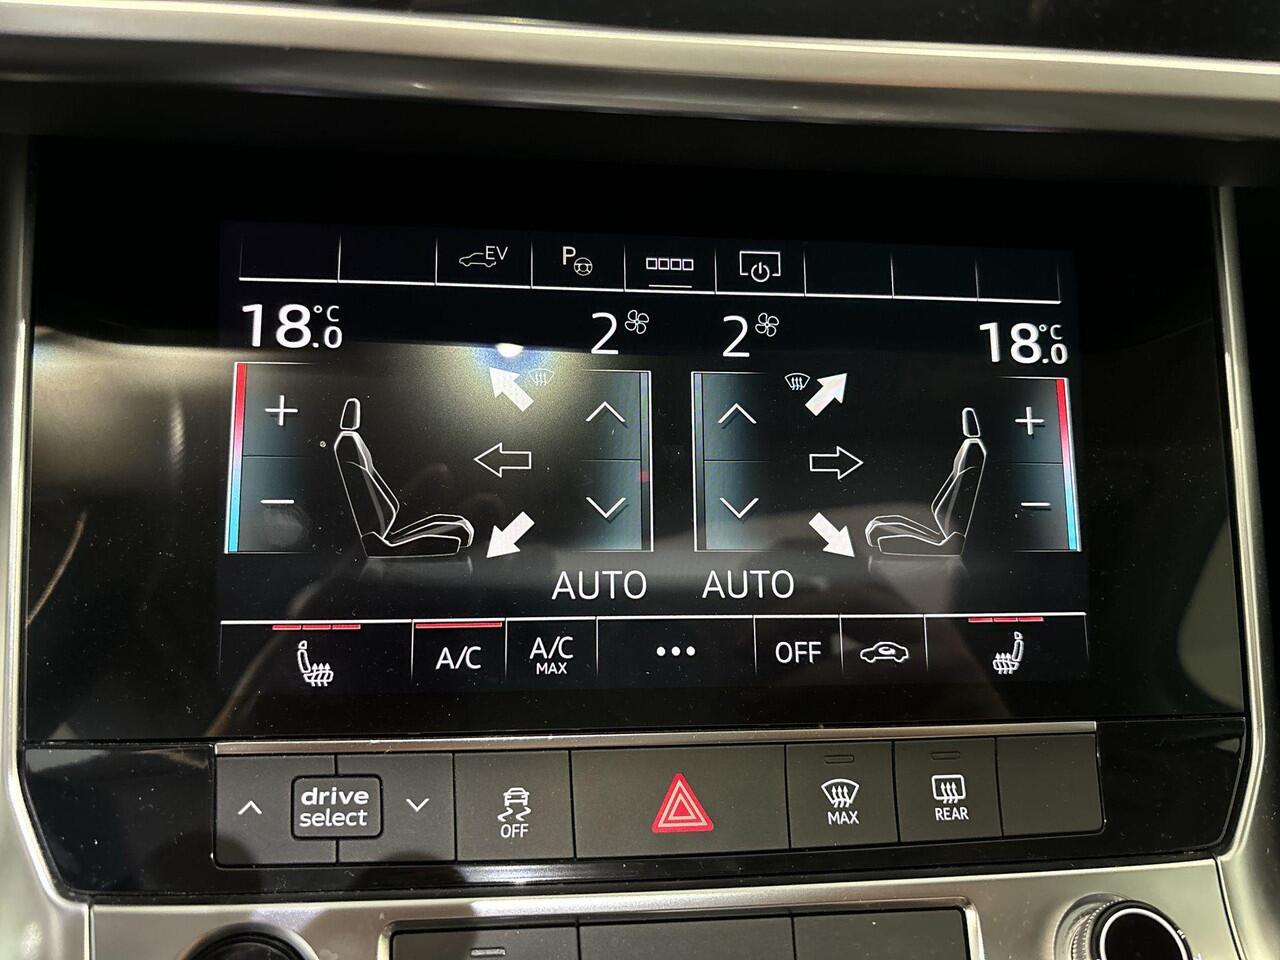 EV P
18.0 °C 2 2 18.0 °C
AUTO AUTO
A/C A/C MAX OFF
drive select
OFF
MAX
REAR